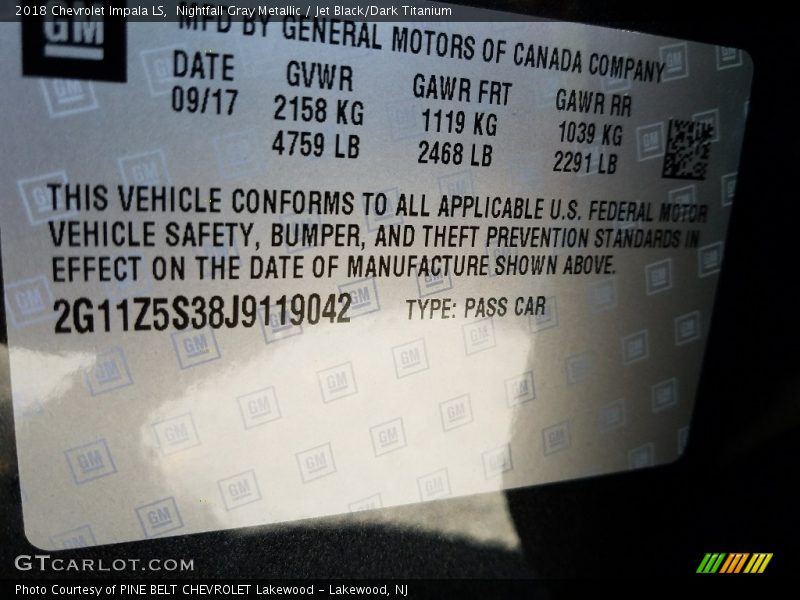 2018 Chevrolet Impala LS, Nightfall Gray Metallic / Jet Black/Dark Titanium
GM
MFD BY GENERAL MOTORS OF CANADA COMPANY
DATE GVWR GAWR FRT GAWR RR
09/17 2158 KG 1119 KG 1039 KG
4759 LB 2468 LB 2291 LB
THIS VEHICLE CONFORMS TO ALL APPLICABLE U.S. FEDERAL MOTOR
VEHICLE SAFETY, BUMPER, AND THEFT PREVENTION STANDARDS IN
EFFECT ON THE DATE OF MANUFACTURE SHOWN ABOVE.
2G11Z5S38J9119042 TYPE: PASS CAR
GTCARLOT.COM
Photo Courtesy of PINE BELT CHEVROLET Lakewood - Lakewood, NJ